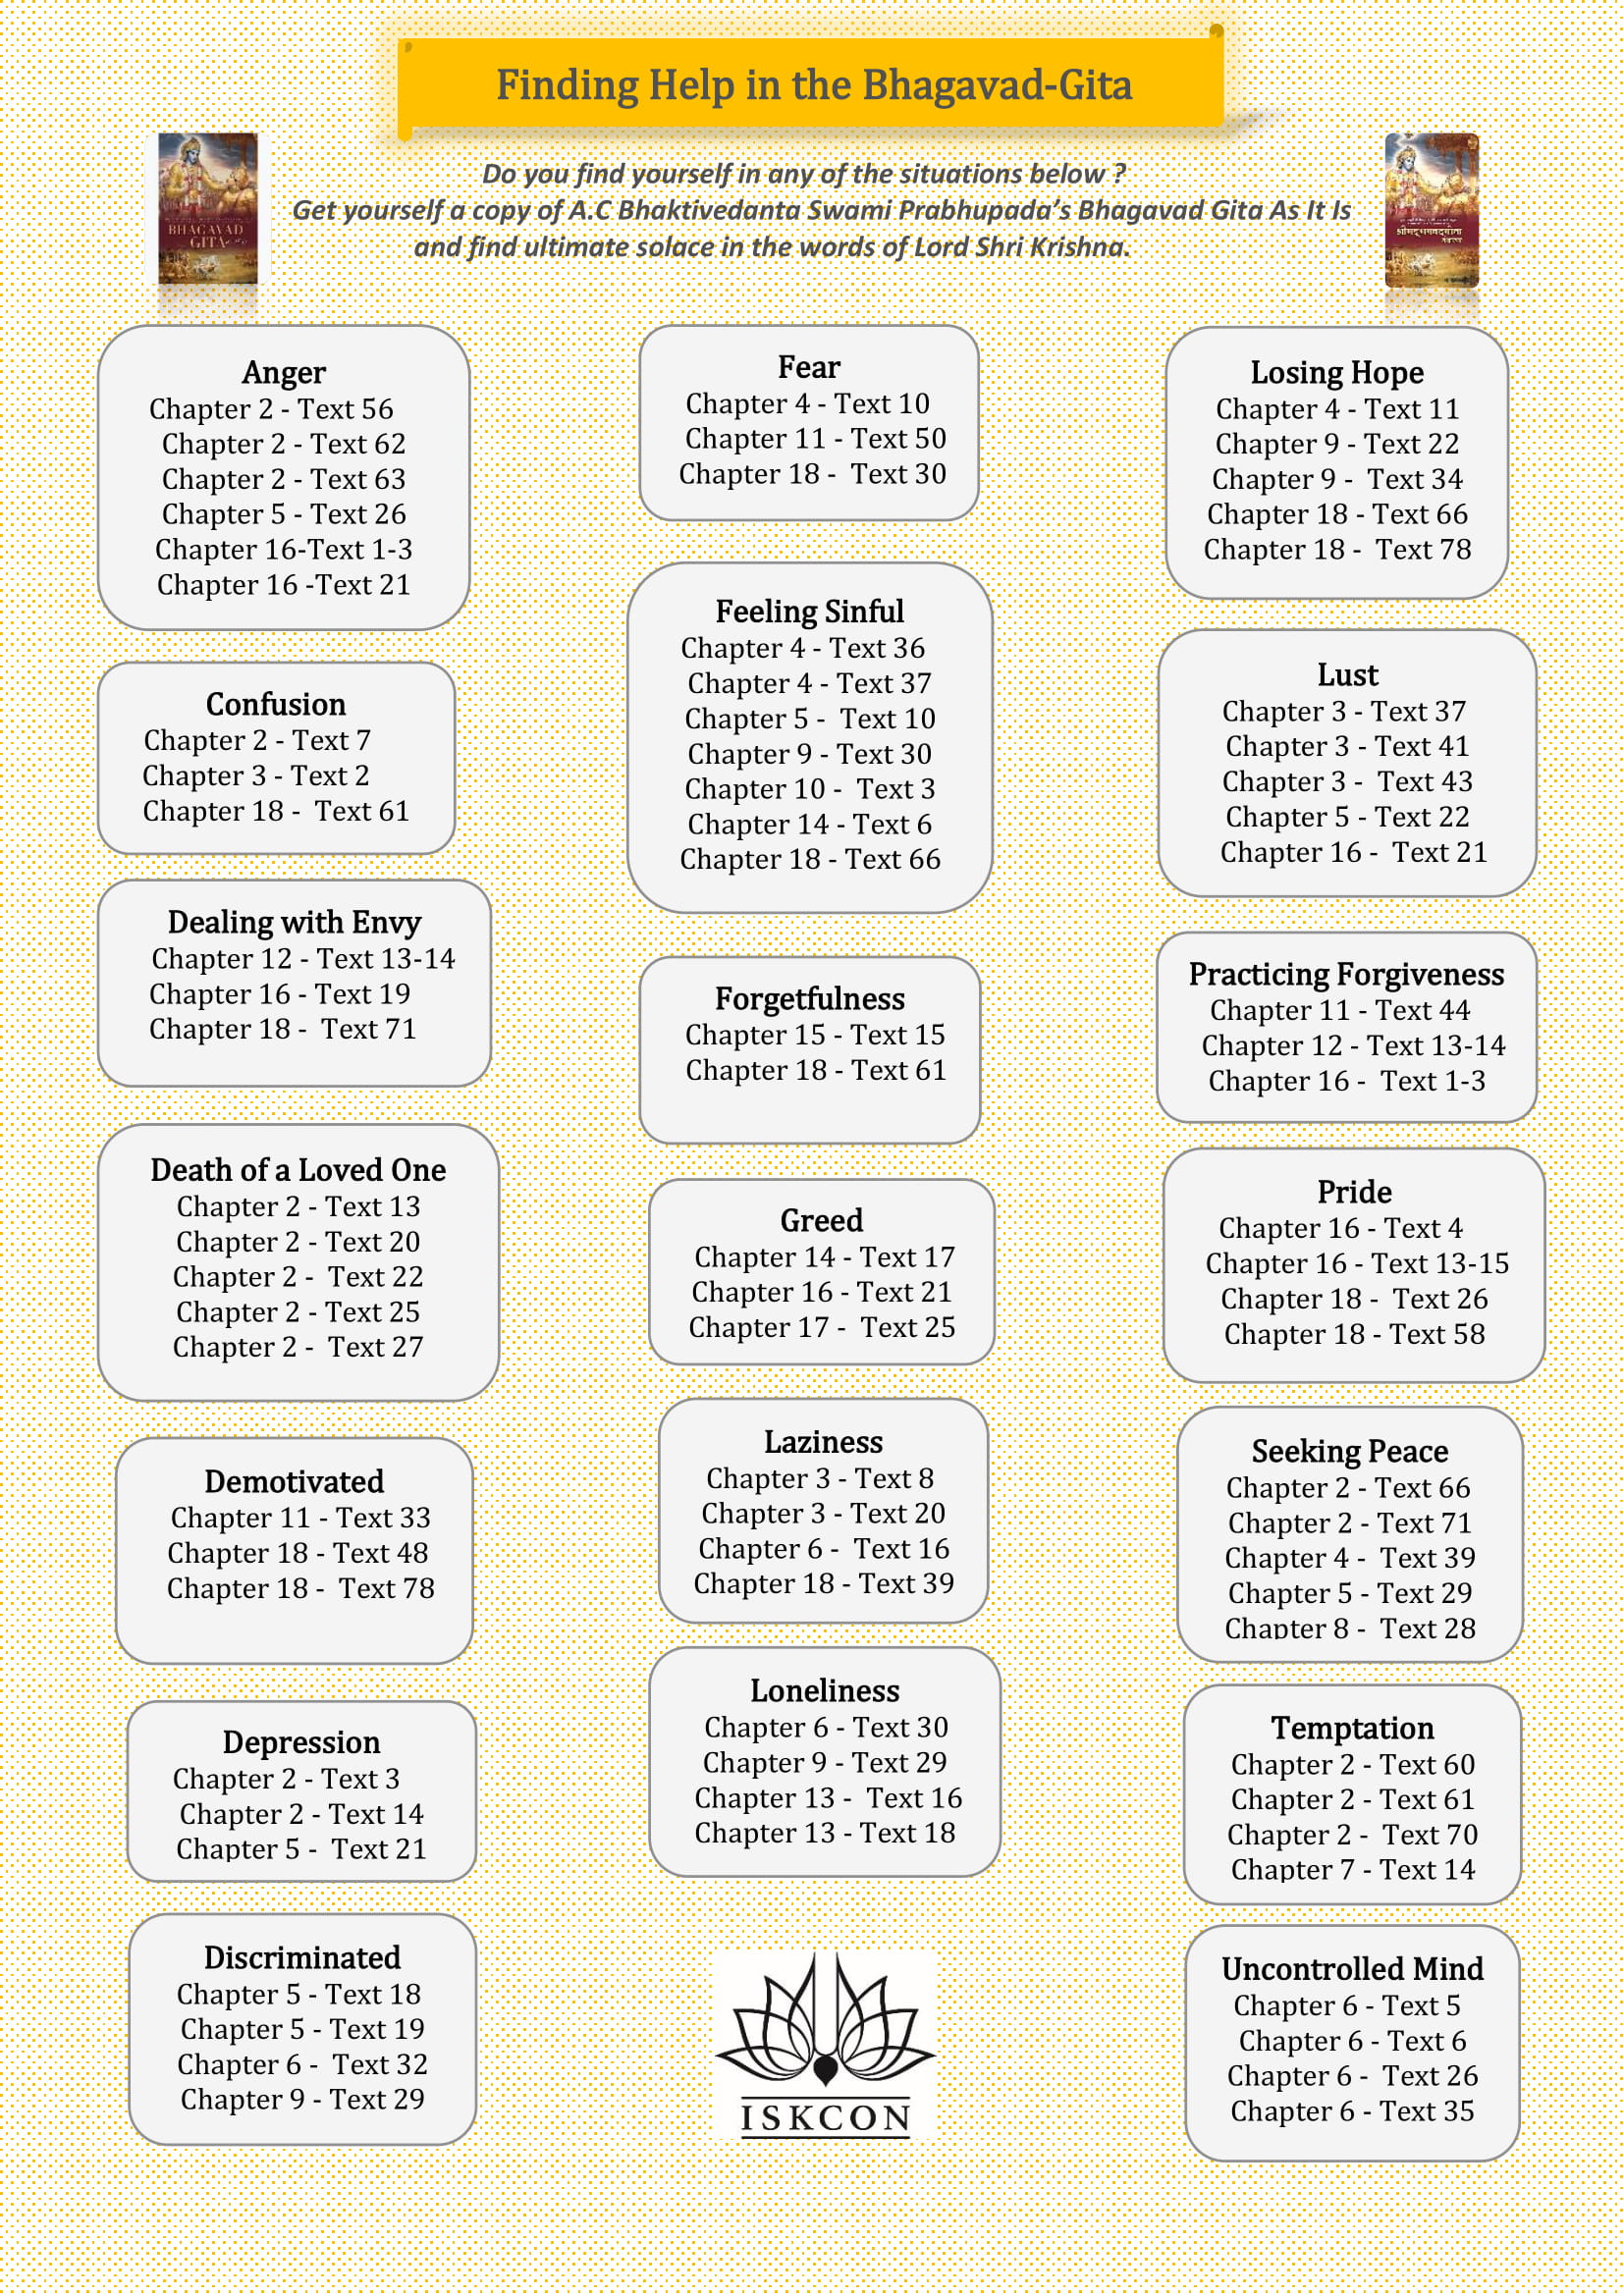 Finding Help in the Bhagavad-Gita
Do you find yourself in any of the situations below ?
Get yourself a copy of A.C Bhaktivedanta Swami Prabhupada’s Bhagavad Gita As It Is
and find ultimate solace in the words of Lord Shri Krishna.
BHAGAVAD
GITA
श्रीमद्भगवद्गीता
Anger
Chapter 2 - Text 56
Chapter 2 - Text 62
Chapter 2 - Text 63
Chapter 5 - Text 26
Chapter 16-Text 1-3
Chapter 16 -Text 21
Confusion
Chapter 2 - Text 7
Chapter 3 - Text 2
Chapter 18 - Text 61
Dealing with Envy
Chapter 12 - Text 13-14
Chapter 16 - Text 19
Chapter 18 - Text 71
Death of a Loved One
Chapter 2 - Text 13
Chapter 2 - Text 20
Chapter 2 - Text 22
Chapter 2 - Text 25
Chapter 2 - Text 27
Demotivated
Chapter 11 - Text 33
Chapter 18 - Text 48
Chapter 18 - Text 78
Depression
Chapter 2 - Text 3
Chapter 2 - Text 14
Chapter 5 - Text 21
Discriminated
Chapter 5 - Text 18
Chapter 5 - Text 19
Chapter 6 - Text 32
Chapter 9 - Text 29
Fear
Chapter 4 - Text 10
Chapter 11 - Text 50
Chapter 18 - Text 30
Feeling Sinful
Chapter 4 - Text 36
Chapter 4 - Text 37
Chapter 5 - Text 10
Chapter 9 - Text 30
Chapter 10 - Text 3
Chapter 14 - Text 6
Chapter 18 - Text 66
Forgetfulness
Chapter 15 - Text 15
Chapter 18 - Text 61
Greed
Chapter 14 - Text 17
Chapter 16 - Text 21
Chapter 17 - Text 25
Laziness
Chapter 3 - Text 8
Chapter 3 - Text 20
Chapter 6 - Text 16
Chapter 18 - Text 39
Loneliness
Chapter 6 - Text 30
Chapter 9 - Text 29
Chapter 13 - Text 16
Chapter 13 - Text 18
ISKCON
Losing Hope
Chapter 4 - Text 11
Chapter 9 - Text 22
Chapter 9 - Text 34
Chapter 18 - Text 66
Chapter 18 - Text 78
Lust
Chapter 3 - Text 37
Chapter 3 - Text 41
Chapter 3 - Text 43
Chapter 5 - Text 22
Chapter 16 - Text 21
Practicing Forgiveness
Chapter 11 - Text 44
Chapter 12 - Text 13-14
Chapter 16 - Text 1-3
Pride
Chapter 16 - Text 4
Chapter 16 - Text 13-15
Chapter 18 - Text 26
Chapter 18 - Text 58
Seeking Peace
Chapter 2 - Text 66
Chapter 2 - Text 71
Chapter 4 - Text 39
Chapter 5 - Text 29
Chapter 8 - Text 28
Temptation
Chapter 2 - Text 60
Chapter 2 - Text 61
Chapter 2 - Text 70
Chapter 7 - Text 14
Uncontrolled Mind
Chapter 6 - Text 5
Chapter 6 - Text 6
Chapter 6 - Text 26
Chapter 6 - Text 35